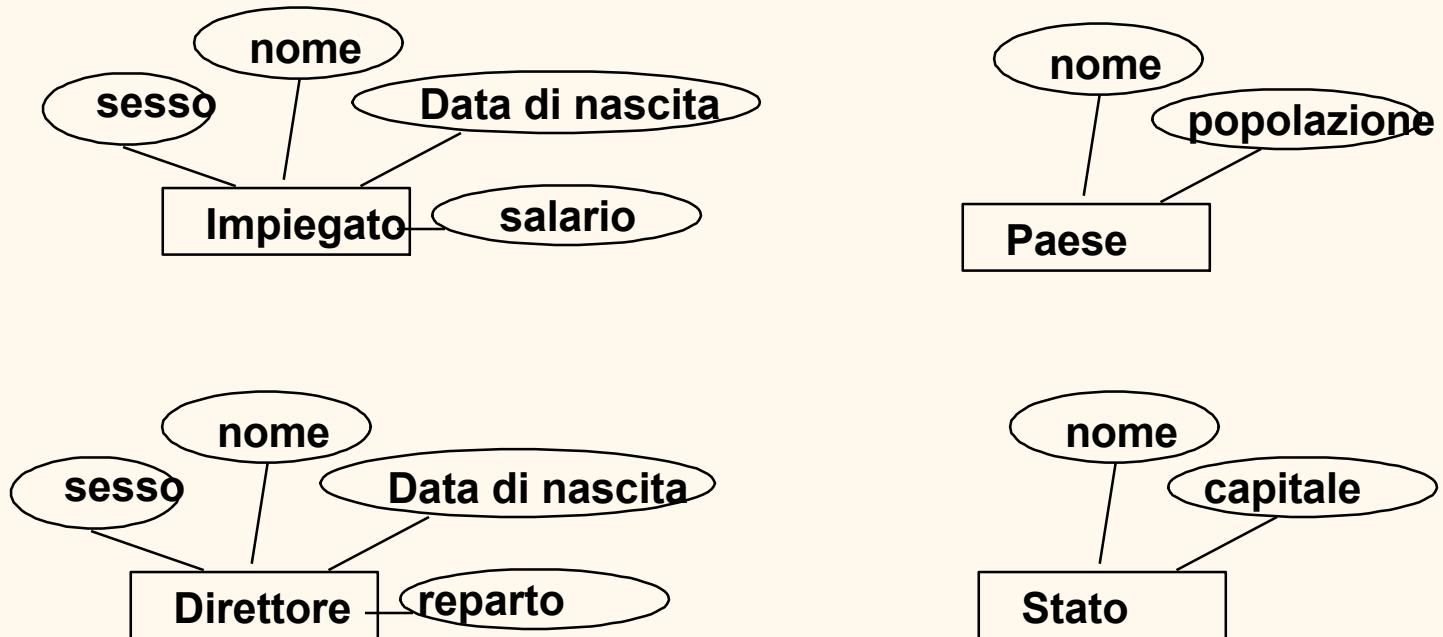 nome
sesso
Data di nascita
Impiegato
salario
nome
popolazione
Paese
nome
sesso
Data di nascita
Direttore
reparto
nome
capitale
Stato